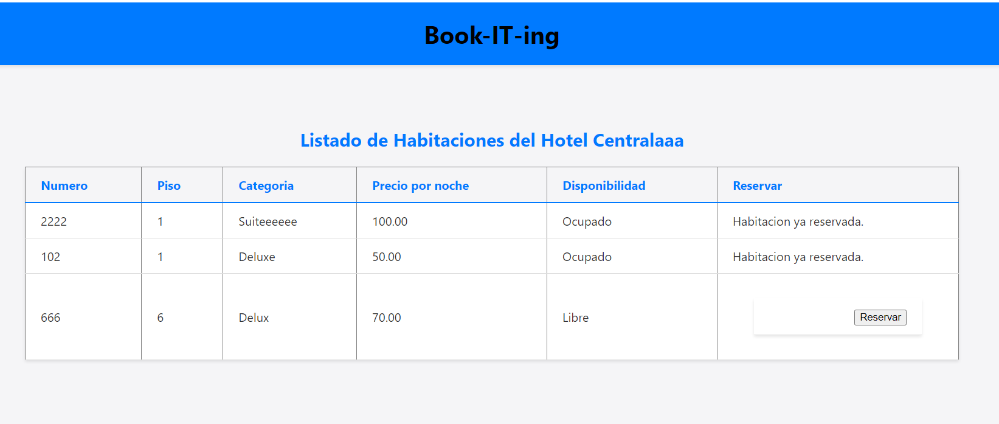 Book-IT-ing
Listado de Habitaciones del Hotel Centralaaa
Numero Piso Categoria Precio por noche Disponibilidad Reservar
2222 1 Suiteeeeee 100.00 Ocupado Habitacion ya reservada.
102 1 Deluxe 50.00 Ocupado Habitacion ya reservada.
666 6 Delux 70.00 Libre Reservar